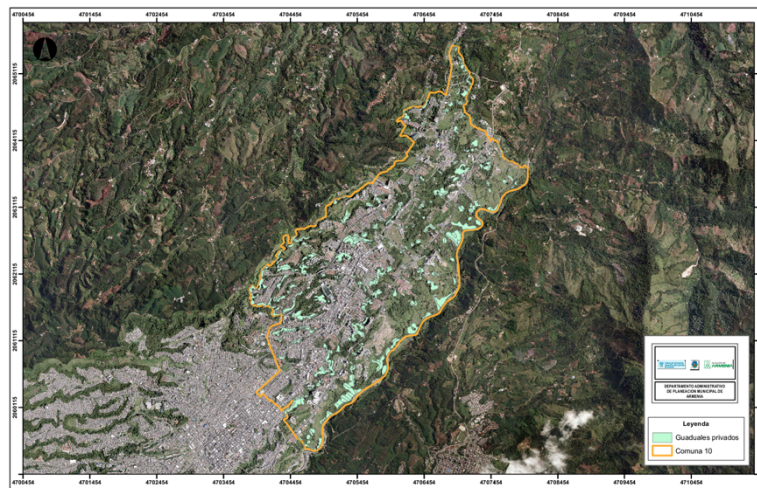 4700454 4701454 4702454 4703454 4704454 4705454 4706454 4707454 4708454 4709454 4710454
2065115
2064115
2063115
2062115
2061115
2060115
DEPARTAMENTO ADMINISTRATIVO
DE PLANEACIÓN MUNICIPAL DE
ARMENIA.
Leyenda
Guaduales privados
Comuna 10
4700454 4701454 4702454 4703454 4704454 4705454 4706454 4707454 4708454 4709454 4710454